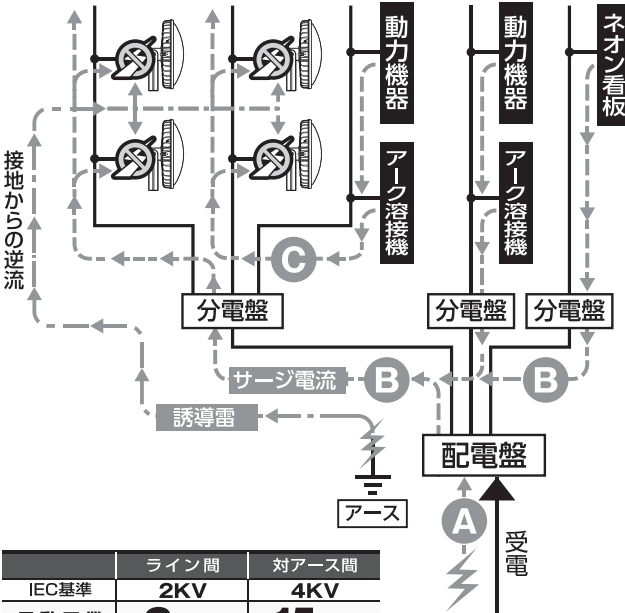 動力機器
動力機器
ネオン看板
アーク溶接機
アーク溶接機
接地からの逆流
C
分電盤
分電盤
分電盤
サージ電流
B
B
誘導雷
配電盤
アース
A
受電
ライン間
対アース間
IEC基準
2KV
4KV